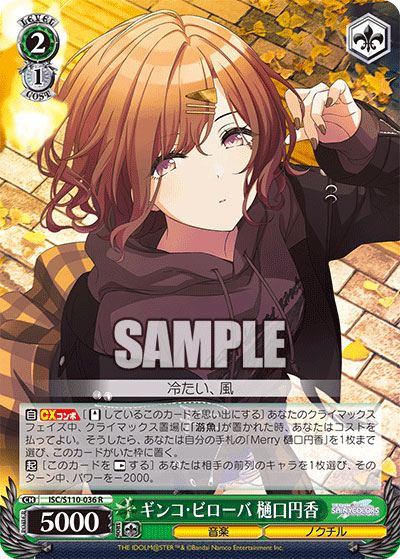 LEVEL
2
1
COST
SAMPLE
冷たい、風
自 CXコンボ [しているこのカードを思い出にする] あなたのクライマックス
フェイズ中、クライマックス置場に「游魚」が置かれた時、あなたはコストを
払ってよい。そうしたら、あなたは自分の手札の「Merry 樋口円香」を1枚ま
で選び、このカードがいた枠に置く。
起 [このカードを する] あなたは相手の前列のキャラを1枚選び、その
ターン中、パワーを-2000。
CH ISC/S110-036 R
5000
ギンコ・ビローバ 樋口円香
SHINYCOLORS
音楽
ノクチル
THE IDOLM@STER™&©Bandai Namco Entertainment Inc.